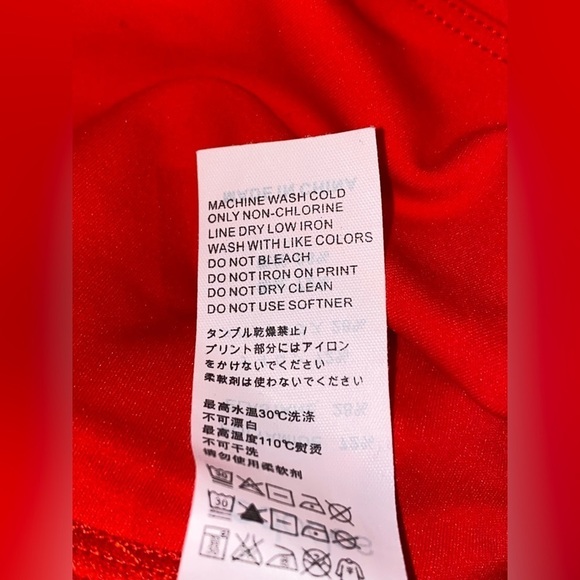 MACHINE WASH COLD
ONLY NON-CHLORINE
LINE DRY LOW IRON
WASH WITH LIKE COLORS
DO NOT BLEACH
DO NOT IRON ON PRINT
DO NOT DRY CLEAN
DO NOT USE SOFTNER
タンブル乾燥禁止/
プリント部分にはアイロン
をかけないでください
柔軟剤は使わないでください
最高水温30℃洗涤
不可漂白
最高温度110℃熨烫
不可干洗
请勿使用柔软剂
30
30